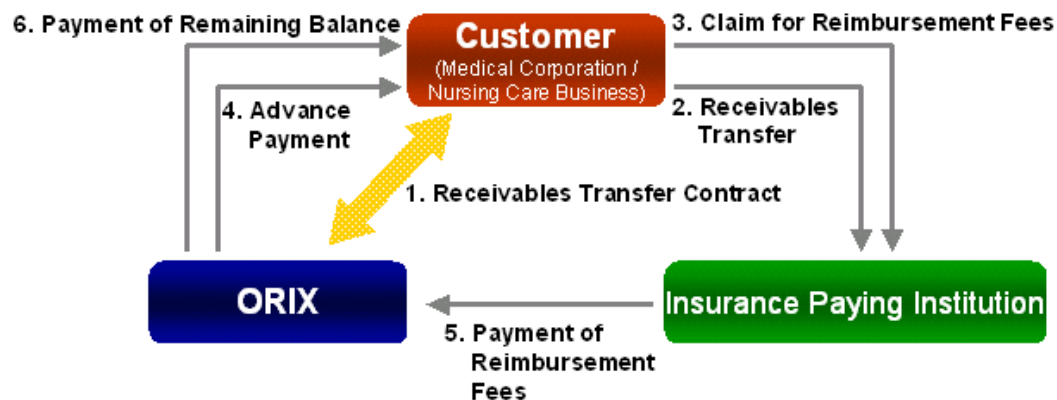 6. Payment of Remaining Balance
Customer
(Medical Corporation /
Nursing Care Business)
3. Claim for Reimbursement Fees
4. Advance
Payment
2. Receivables
Transfer
1. Receivables Transfer Contract
ORIX
Insurance Paying Institution
5. Payment of
Reimbursement
Fees